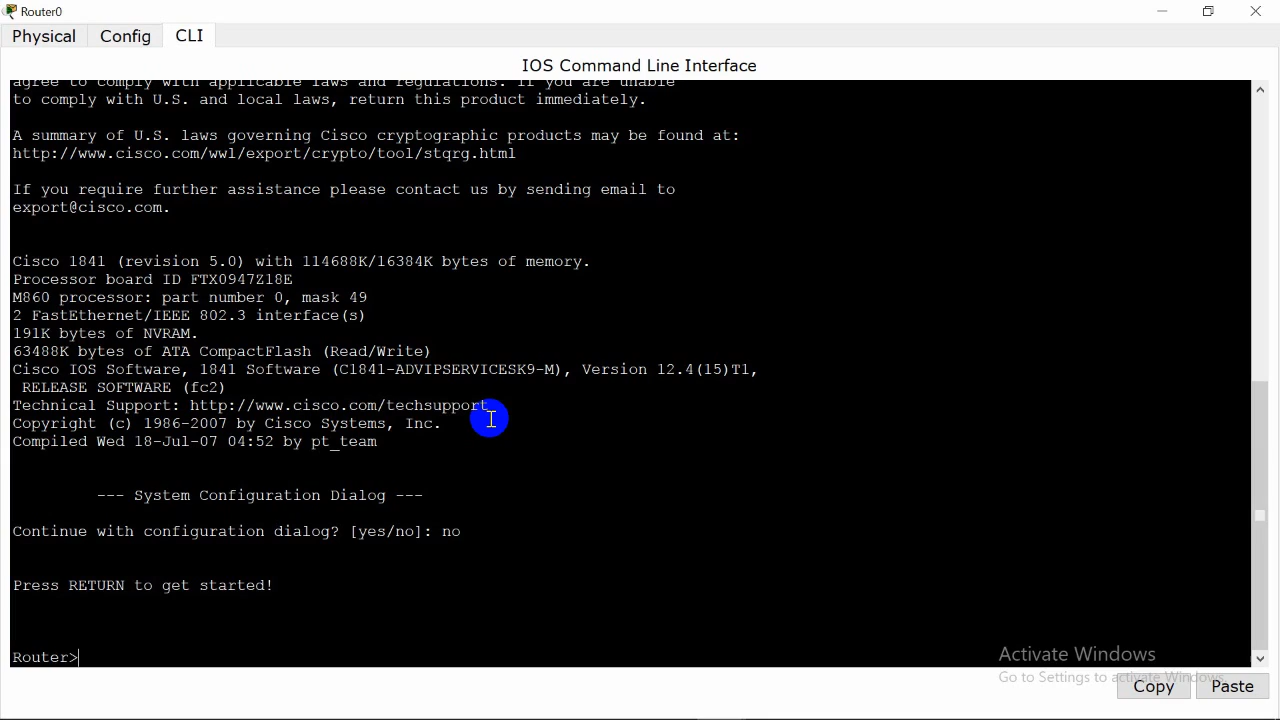 Router0
Physical Config CLI
IOS Command Line Interface
agree to comply with applicable laws and regulations. If you are unable
to comply with U.S. and local laws, return this product immediately.
A summary of U.S. laws governing Cisco cryptographic products may be found at:
http://www.cisco.com/wwl/export/crypto/tool/stqrg.html
If you require further assistance please contact us by sending email to
export@cisco.com.
Cisco 1841 (revision 5.0) with 114688K/16384K bytes of memory.
Processor board ID FTX0947Z18E
M860 processor: part number 0, mask 49
2 FastEthernet/IEEE 802.3 interface(s)
191K bytes of NVRAM.
63488K bytes of ATA CompactFlash (Read/Write)
Cisco IOS Software, 1841 Software (C1841-ADVIPSERVICESK9-M), Version 12.4(15)T1,
RELEASE SOFTWARE (fc2)
Technical Support: http://www.cisco.com/techsupport
Copyright (c) 1986-2007 by Cisco Systems, Inc.
Compiled Wed 18-Jul-07 04:52 by pt_team
--- System Configuration Dialog ---
Continue with configuration dialog? [yes/no]: no
Press RETURN to get started!
Router>
Activate Windows
Go to Settings to activate Windows.
Copy Paste